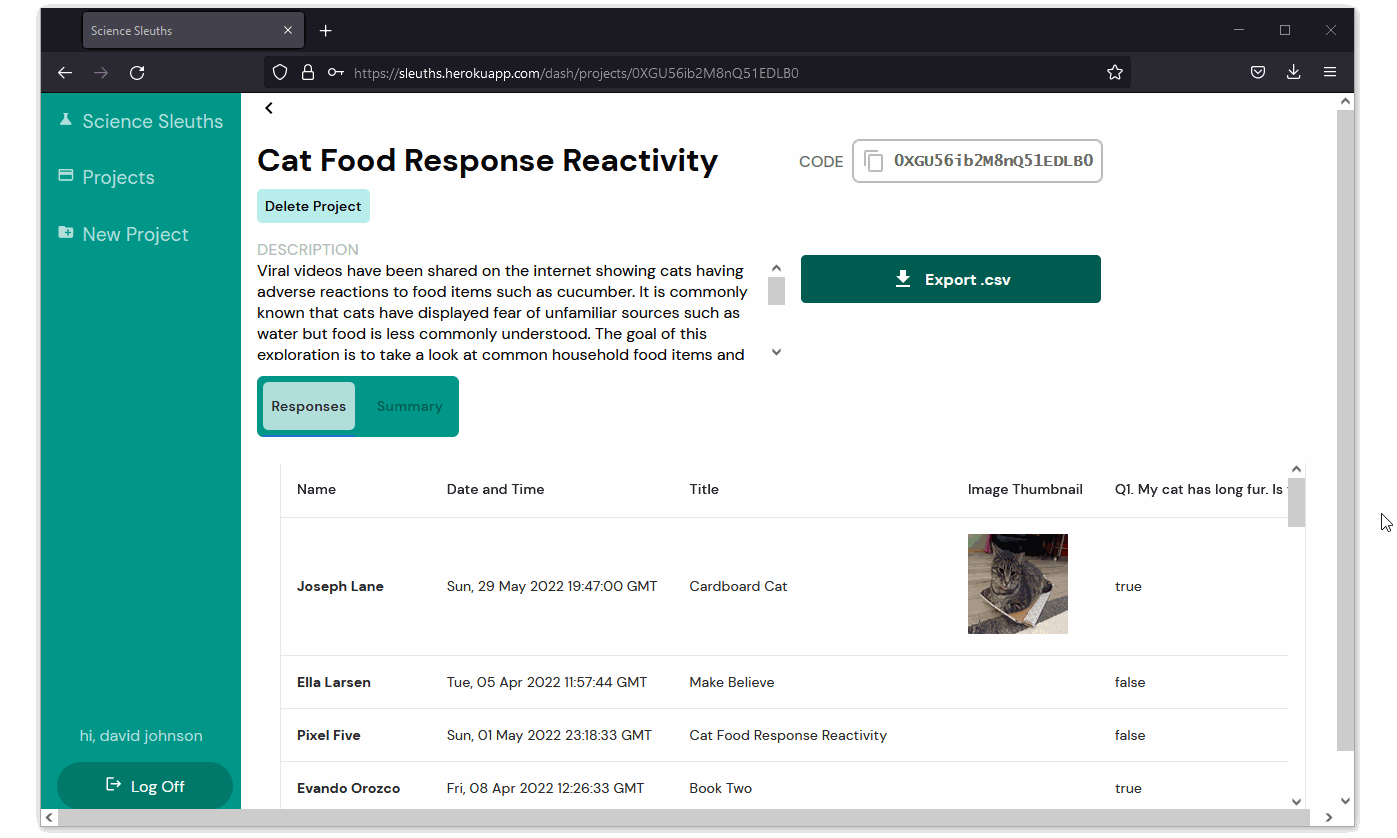 Science Sleuths
https://sleuths.herokuapp.com/dash/projects/0XGU56ib2M8nQ51EDLB0
Science Sleuths
Projects
New Project
hi, david johnson
Log Off
Cat Food Response Reactivity
CODE
0XGU56ib2M8nQ51EDLB0
Delete Project
DESCRIPTION
Viral videos have been shared on the internet showing cats having
adverse reactions to food items such as cucumber. It is commonly
known that cats have displayed fear of unfamiliar sources such as
water but food is less commonly understood. The goal of this
exploration is to take a look at common household food items and
Export .csv
Responses Summary
Name Date and Time Title Image Thumbnail Q1. My cat has long fur. Is
Joseph Lane Sun, 29 May 2022 19:47:00 GMT Cardboard Cat true
Ella Larsen Tue, 05 Apr 2022 11:57:44 GMT Make Believe false
Pixel Five Sun, 01 May 2022 23:18:33 GMT Cat Food Response Reactivity false
Evando Orozco Fri, 08 Apr 2022 12:26:33 GMT Book Two true